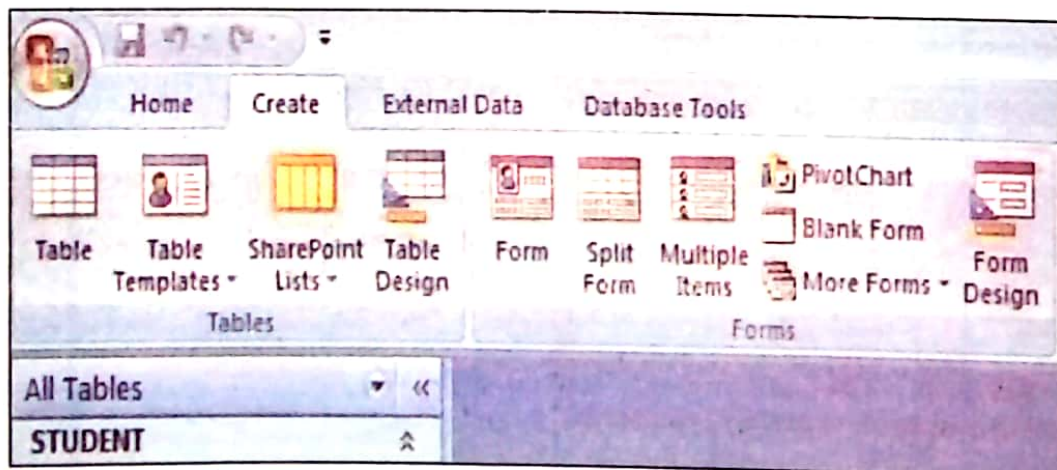 Home Create External Data Database Tools
Table Table Templates SharePoint Lists Table Design
Tables
Form Split Form Multiple Items PivotChart Blank Form More Forms Form Design
Forms
All Tables
STUDENT